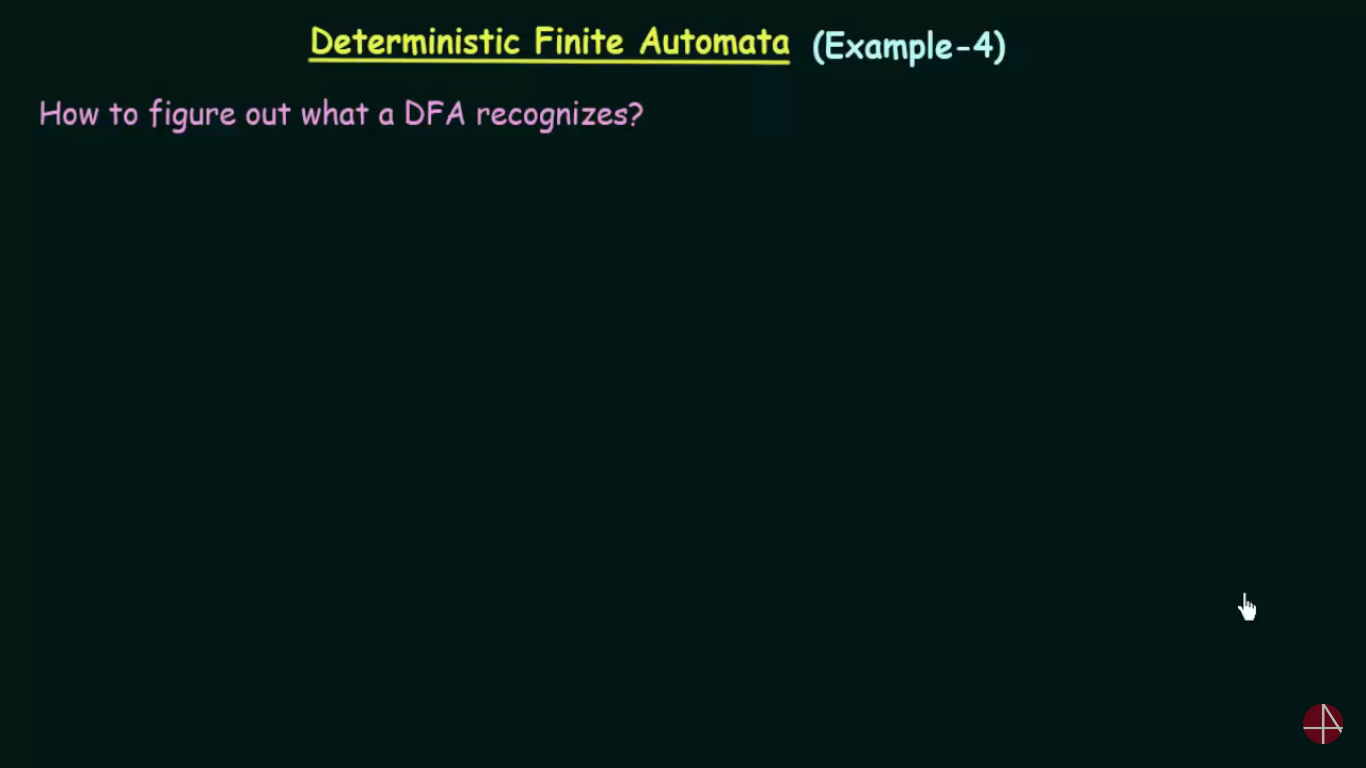 Deterministic Finite Automata (Example-4)
How to figure out what a DFA recognizes?